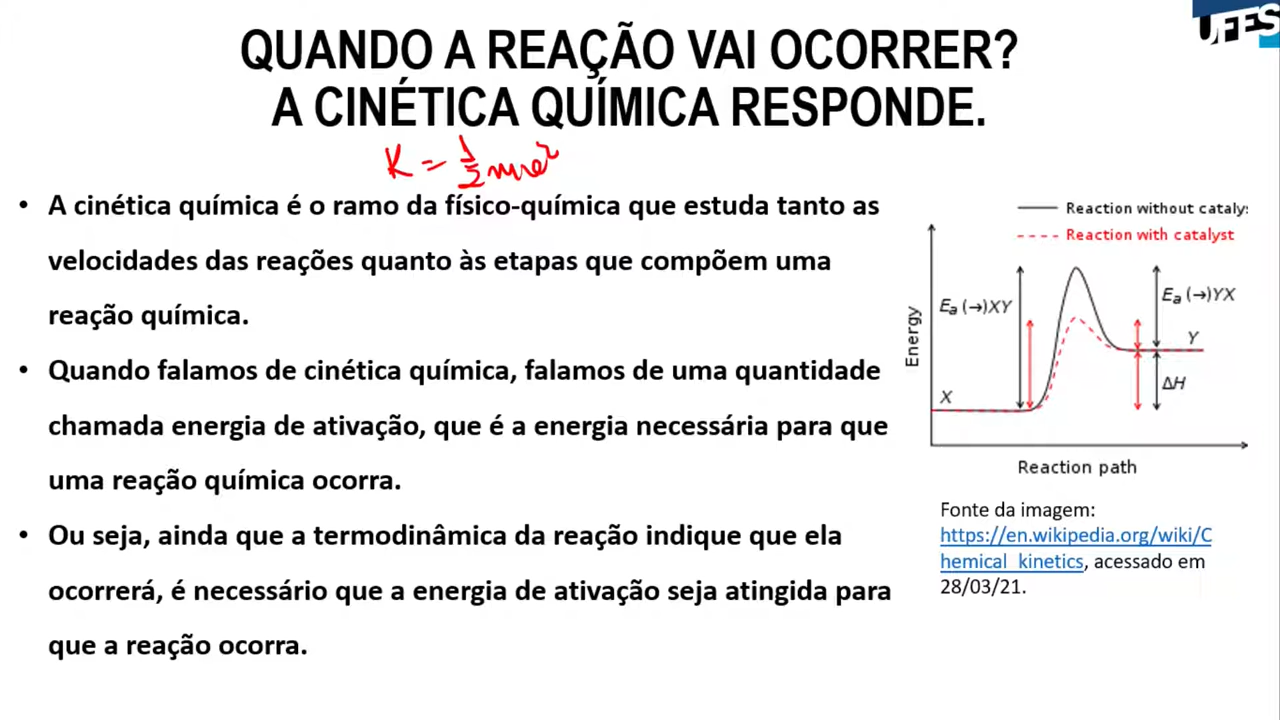 UFES
QUANDO A REAÇÃO VAI OCORRER?
A CINÉTICA QUÍMICA RESPONDE.
K = 1/2 mv²
• A cinética química é o ramo da físico-química que estuda tanto as
velocidades das reações quanto às etapas que compõem uma
reação química.
• Quando falamos de cinética química, falamos de uma quantidade
chamada energia de ativação, que é a energia necessária para que
uma reação química ocorra.
• Ou seja, ainda que a termodinâmica da reação indique que ela
ocorrerá, é necessário que a energia de ativação seja atingida para
que a reação ocorra.
Reaction without cataly
Reaction with catalyst
Energy
Eₐ (→)XY
Eₐ (→)YX
X
Y
ΔH
Reaction path
Fonte da imagem:
https://en.wikipedia.org/wiki/C
hemical_kinetics, acessado em
28/03/21.